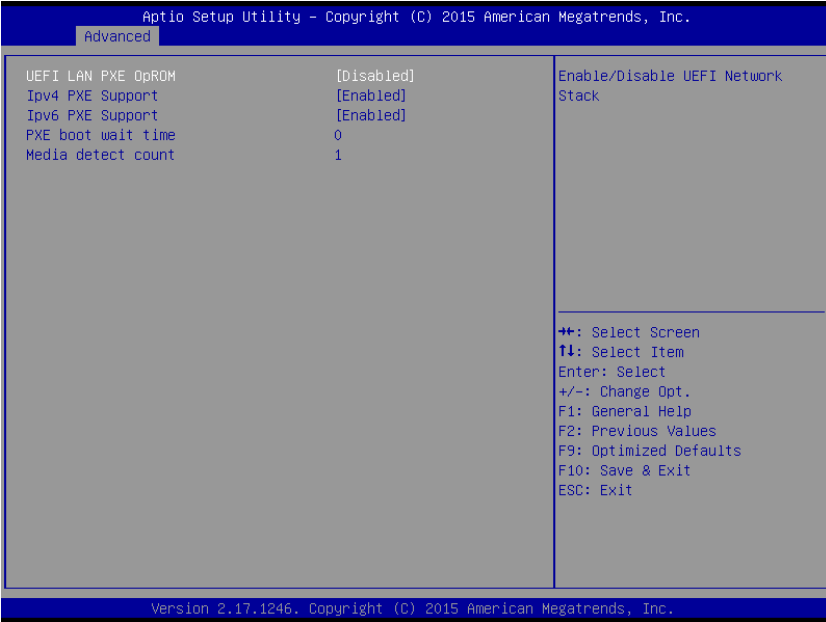 Aptio Setup Utility – Copyright (C) 2015 American Megatrends, Inc.
Advanced
UEFI LAN PXE OpROM [Disabled]
Ipv4 PXE Support [Enabled]
Ipv6 PXE Support [Enabled]
PXE boot wait time 0
Media detect count 1
Enable/Disable UEFI Network
Stack
→←: Select Screen
↑↓: Select Item
Enter: Select
+/-: Change Opt.
F1: General Help
F2: Previous Values
F9: Optimized Defaults
F10: Save & Exit
ESC: Exit
Version 2.17.1246. Copyright (C) 2015 American Megatrends, Inc.